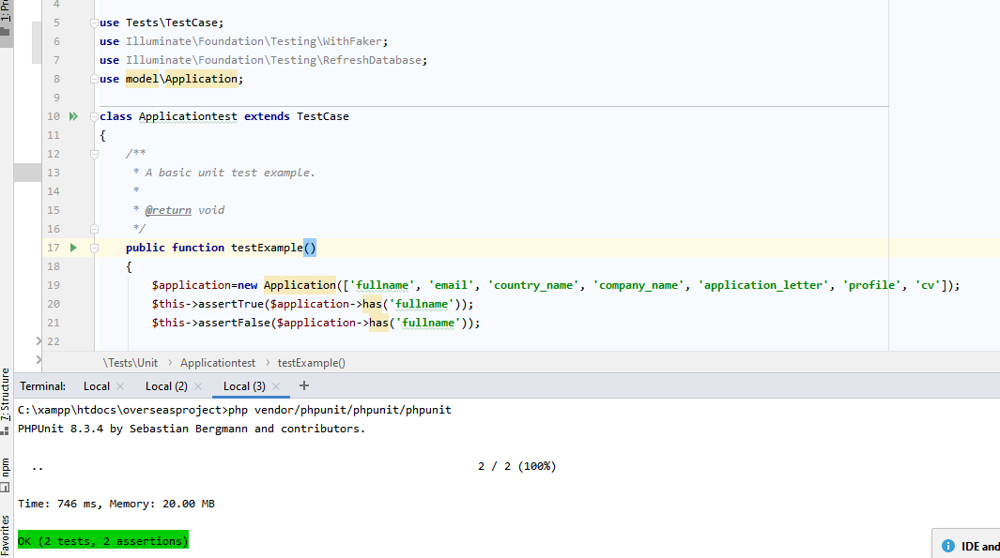 1: Pr
4
5 use Tests\TestCase;
6 use Illuminate\Foundation\Testing\WithFaker;
7 use Illuminate\Foundation\Testing\RefreshDatabase;
8 use model\Application;
9
10 class Applicationtest extends TestCase
11 {
12 /**
13 * A basic unit test example.
14 *
15 * @return void
16 */
17 public function testExample()
18 {
19 $application=new Application(['fullname', 'email', 'country_name', 'company_name', 'application_letter', 'profile', 'cv']);
20 $this->assertTrue($application->has('fullname'));
21 $this->assertFalse($application->has('fullname'));
22
\Tests\Unit › Applicationtest › testExample()
Terminal: Local × Local (2) × Local (3) × +
C:\xampp\htdocs\overseasproject>php vendor/phpunit/phpunit/phpunit
PHPUnit 8.3.4 by Sebastian Bergmann and contributors.
.. 2 / 2 (100%)
Time: 746 ms, Memory: 20.00 MB
OK (2 tests, 2 assertions)
7: Structure
npm
Favorites
IDE and